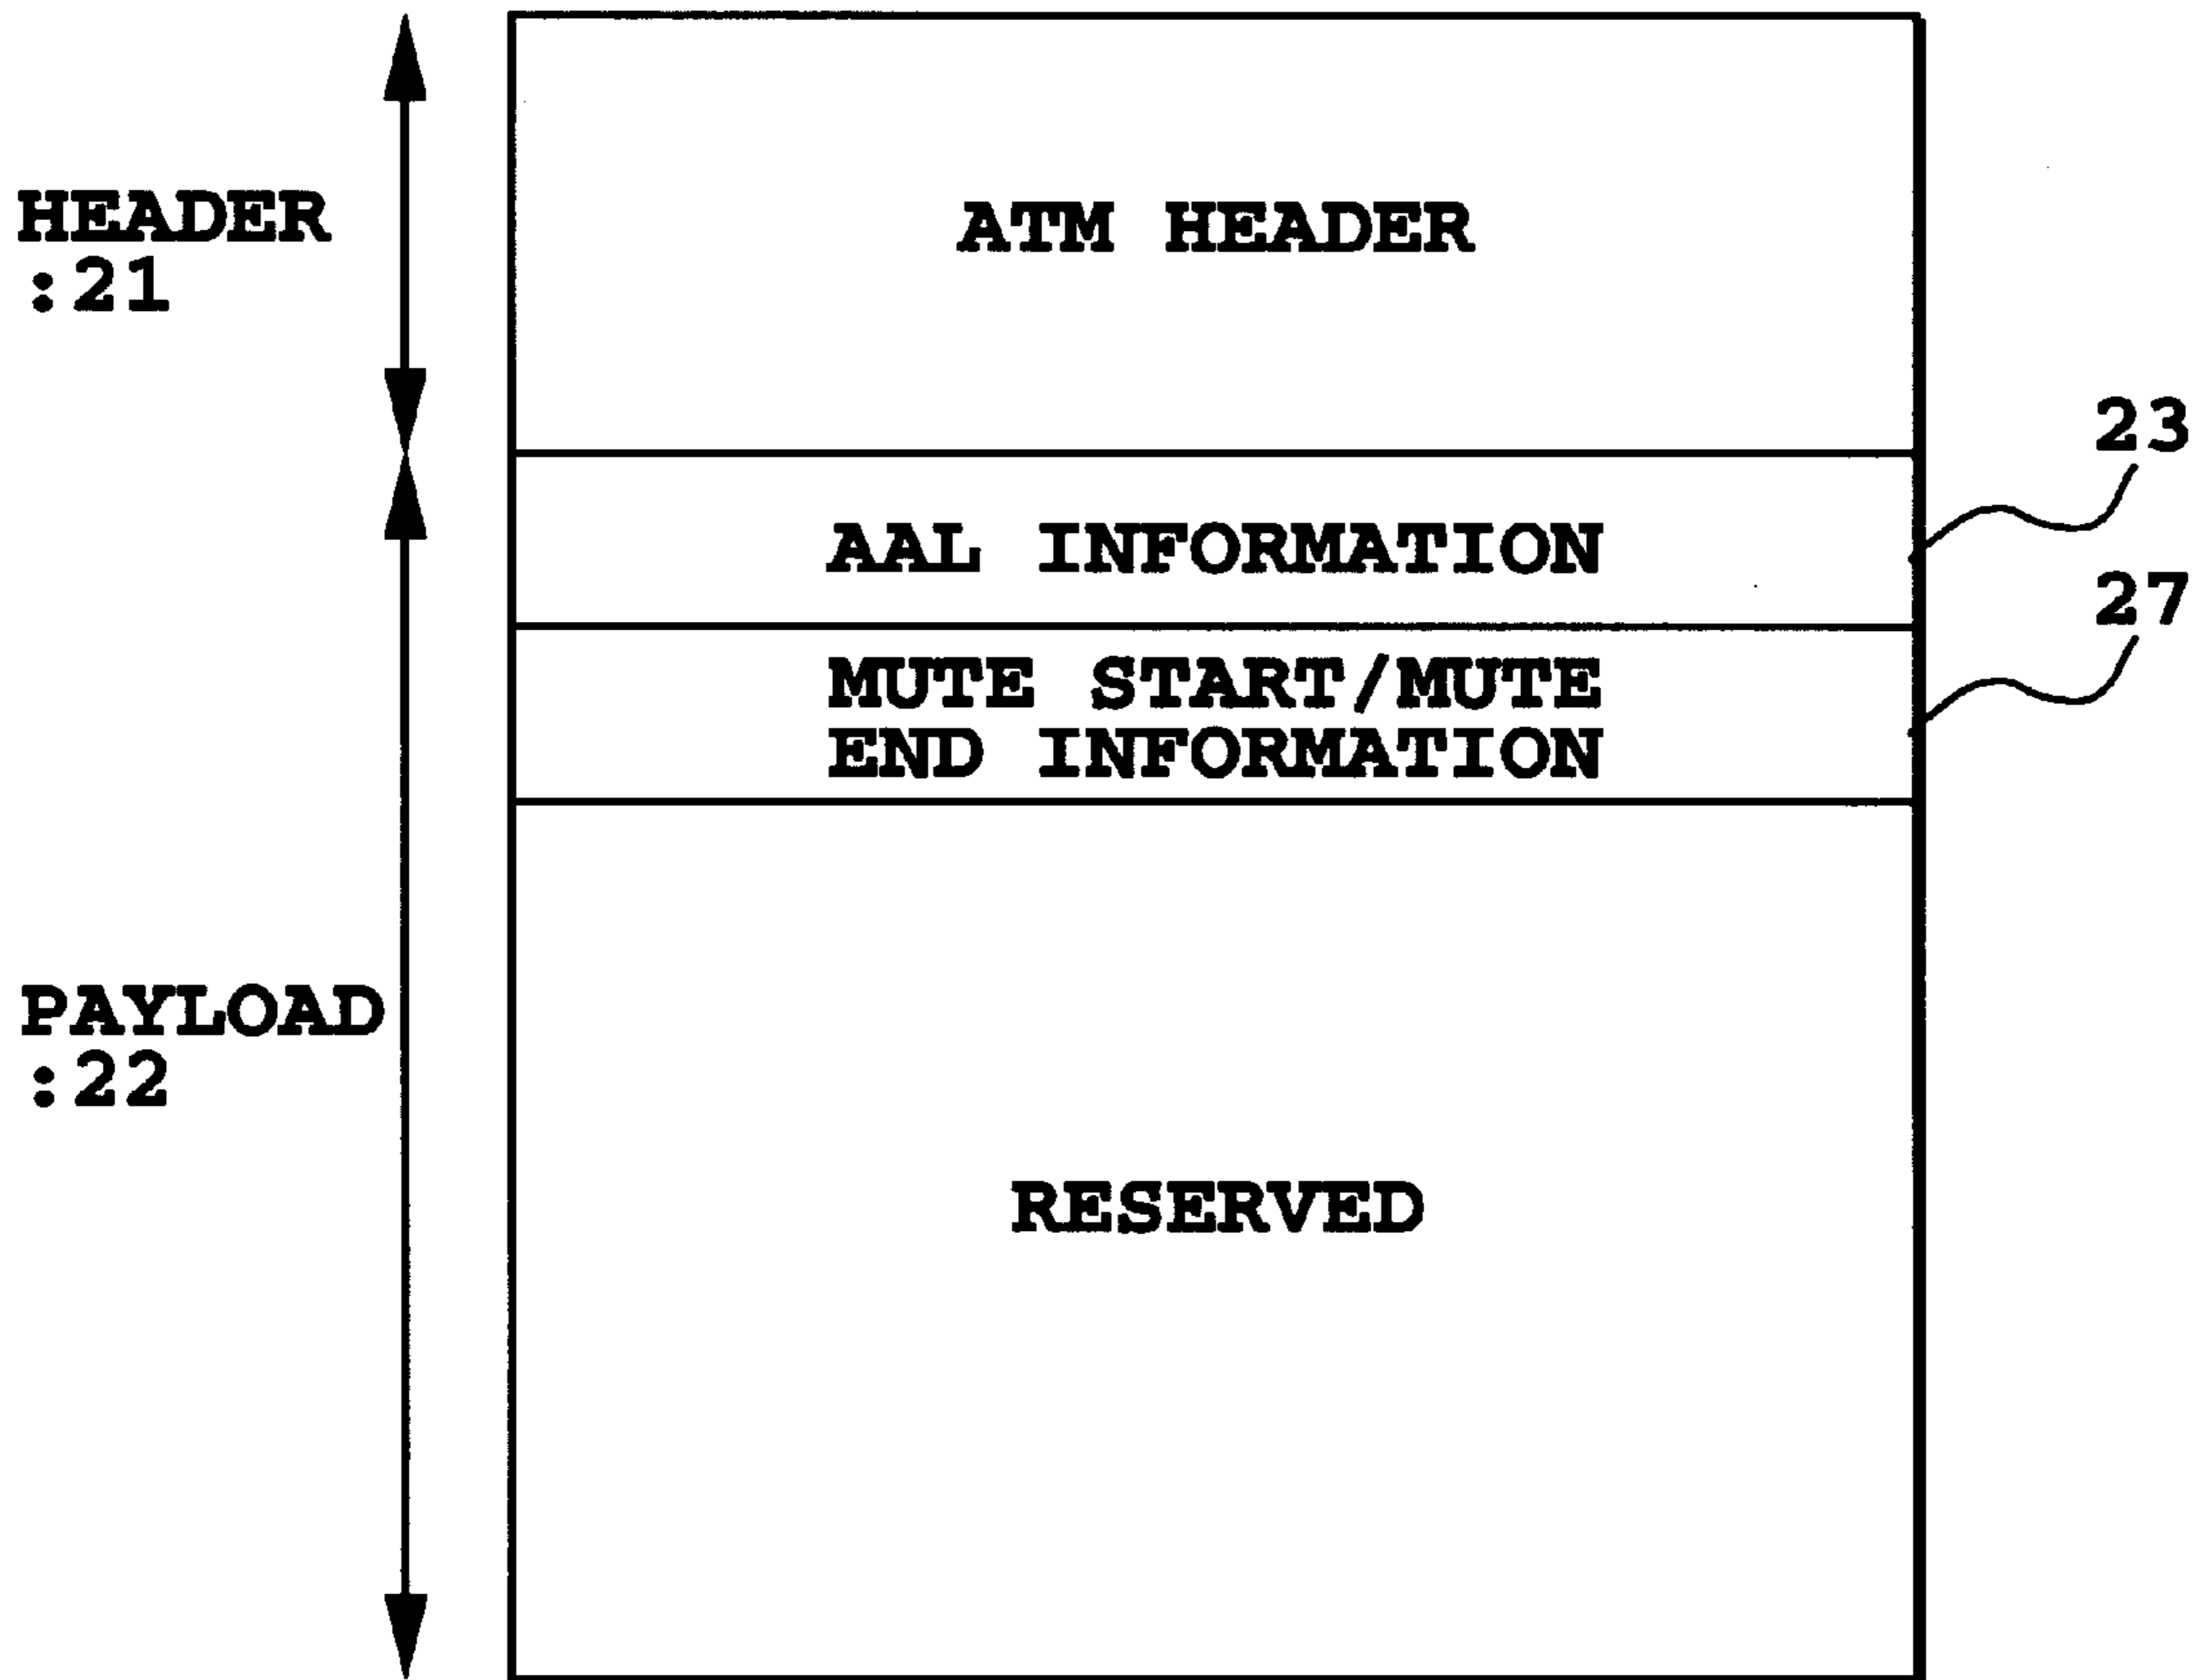 HEADER
:21
ATM HEADER
23
AAL INFORMATION
27
MUTE START/MUTE
END INFORMATION
PAYLOAD
:22
RESERVED